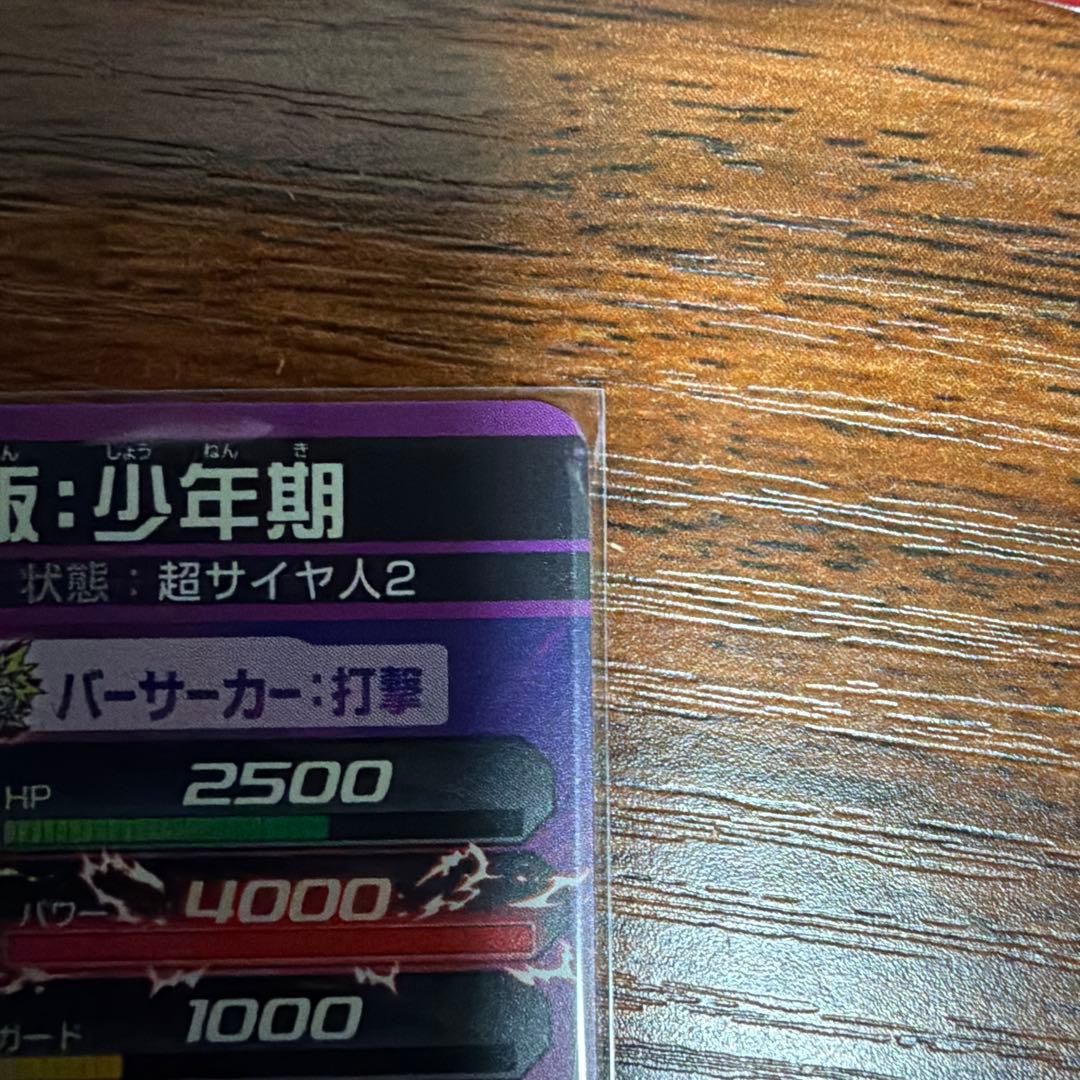 ん しょう ねん き
飯:少年期
状態:超サイヤ人2
バーサーカー:打撃
HP 2500
パワー 4000
ガード 1000